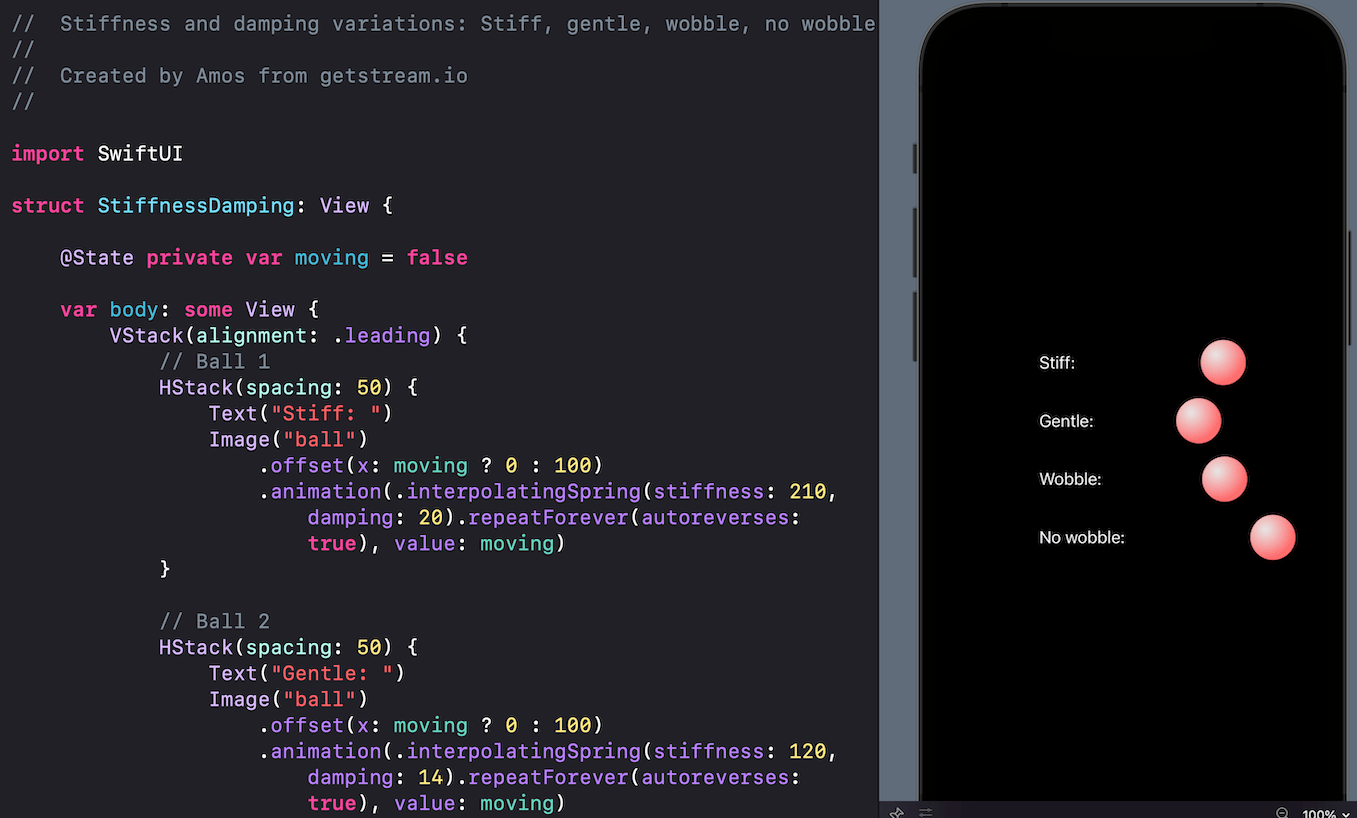 //  Stiffness and damping variations: Stiff, gentle, wobble, no wobble
//
//  Created by Amos from getstream.io
//
import SwiftUI
struct StiffnessDamping: View {
@State private var moving = false
var body: some View {
VStack(alignment: .leading) {
// Ball 1
HStack(spacing: 50) {
Text("Stiff: ")
Image("ball")
.offset(x: moving ? 0 : 100)
.animation(.interpolatingSpring(stiffness: 210,
damping: 20).repeatForever(autoreverses:
true), value: moving)
}
// Ball 2
HStack(spacing: 50) {
Text("Gentle: ")
Image("ball")
.offset(x: moving ? 0 : 100)
.animation(.interpolatingSpring(stiffness: 120,
damping: 14).repeatForever(autoreverses:
true), value: moving)
Stiff:
Gentle:
Wobble:
No wobble:
100%